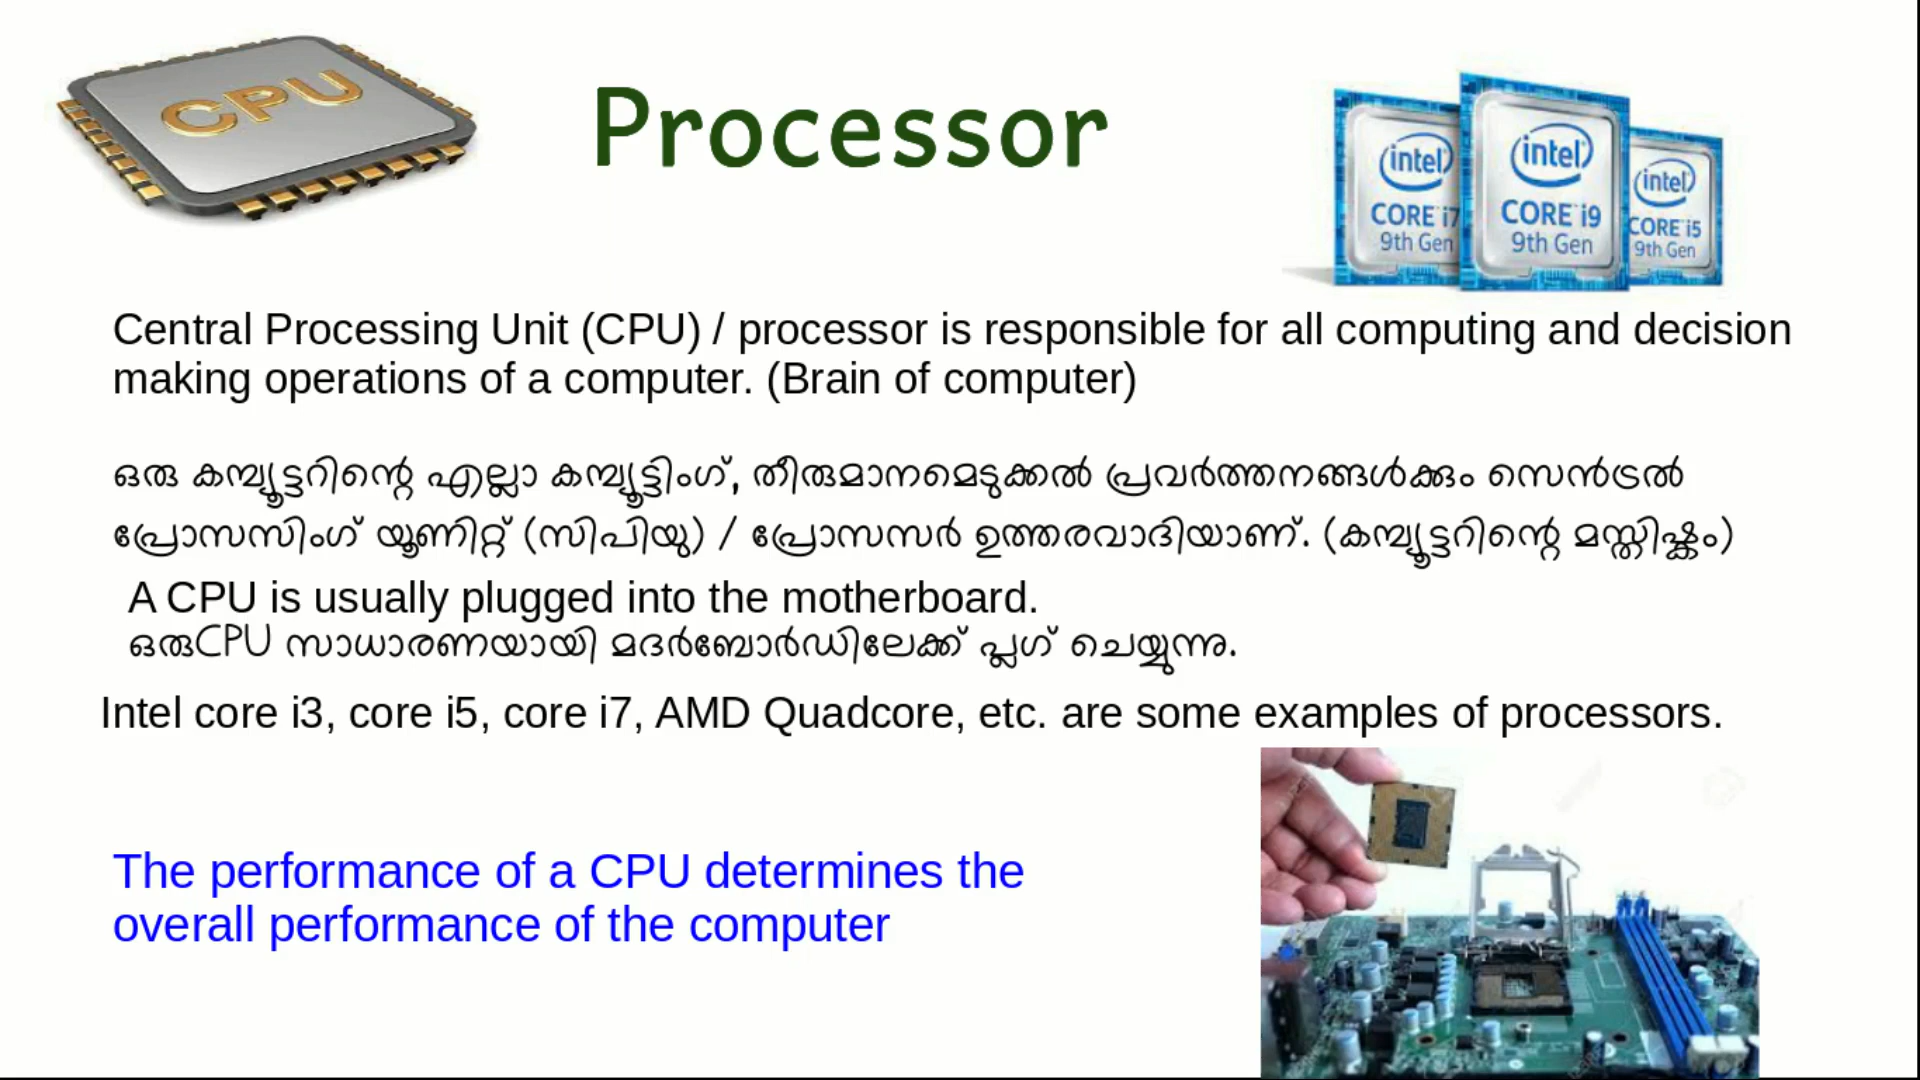 CPU
Processor
intel
CORE i7
9th Gen
intel
CORE i9
9th Gen
intel
CORE i5
9th Gen
Central Processing Unit (CPU) / processor is responsible for all computing and decision
making operations of a computer. (Brain of computer)
ഒരു കമ്പ്യൂട്ടറിന്റെ എല്ലാ കമ്പ്യൂട്ടിംഗ്, തീരുമാനമെടുക്കൽ പ്രവർത്തനങ്ങൾക്കും സെൻട്രൽ
പ്രോസസിംഗ് യൂണിറ്റ് (സിപിയു) / പ്രോസസർ ഉത്തരവാദിയാണ്. (കമ്പ്യൂട്ടറിന്റെ മസ്തിഷ്കം)
A CPU is usually plugged into the motherboard.
ഒരുCPU സാധാരണയായി മദർബോർഡിലേക്ക് പ്ലഗ് ചെയ്യുന്നു.
Intel core i3, core i5, core i7, AMD Quadcore, etc. are some examples of processors.
The performance of a CPU determines the
overall performance of the computer